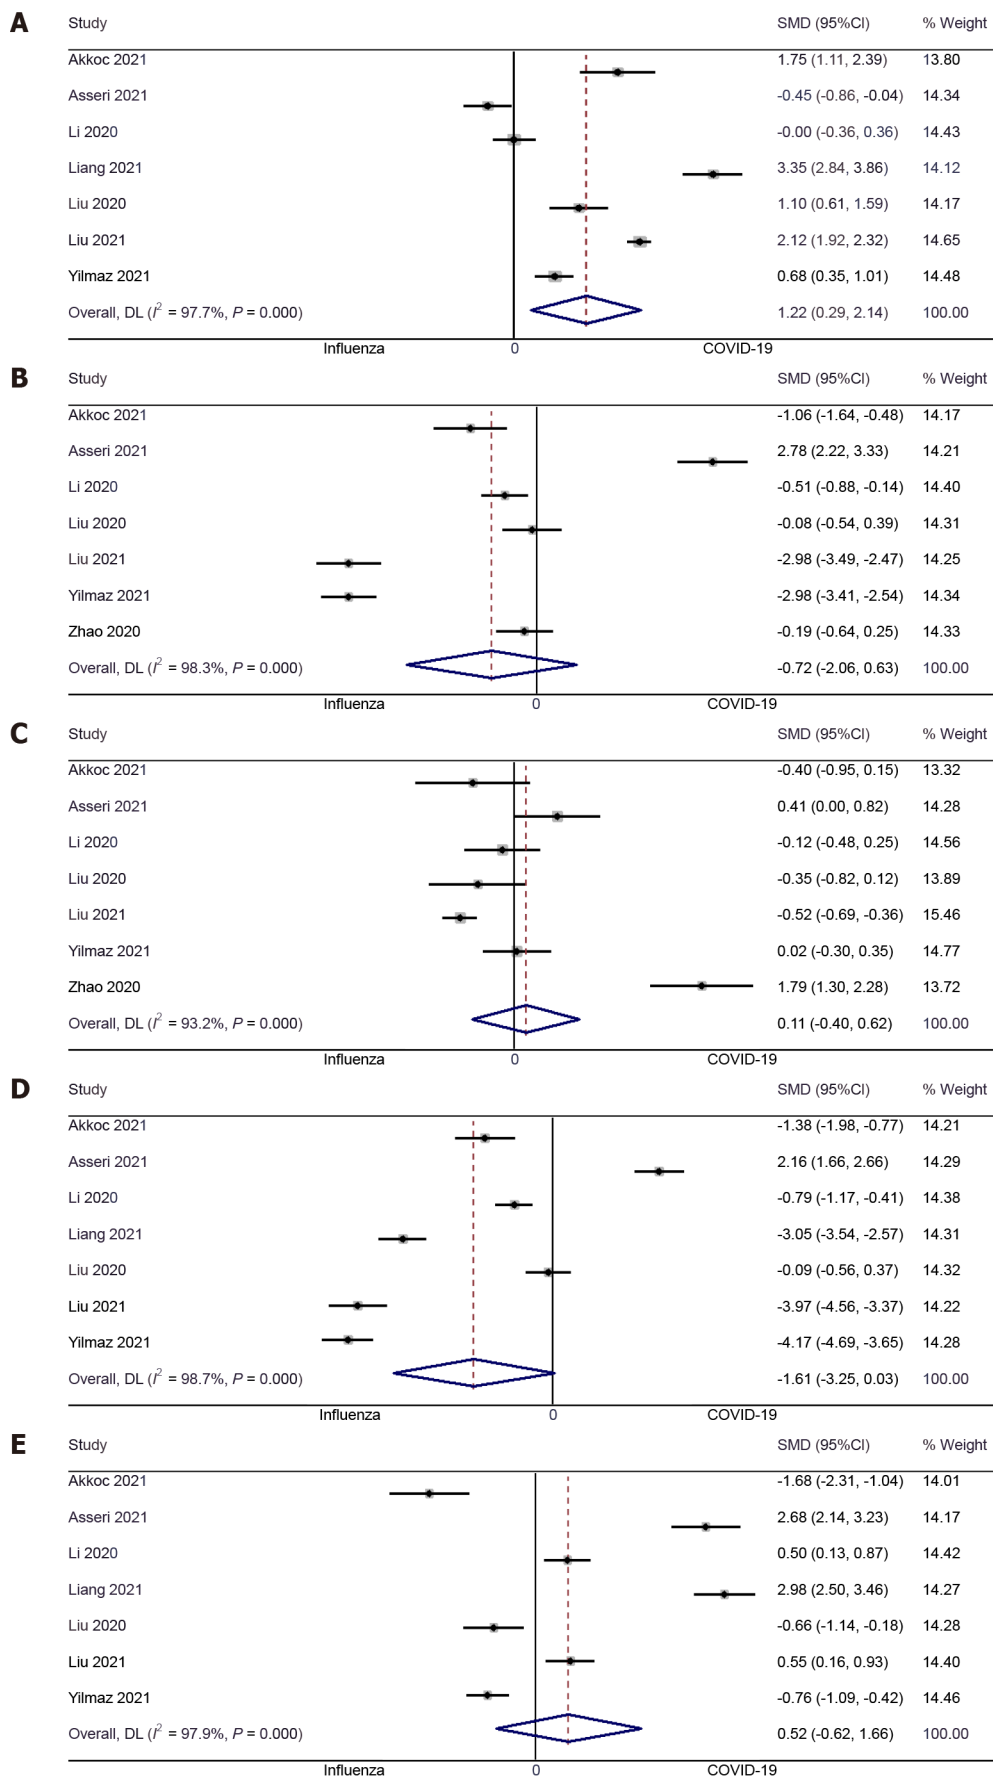 A
Study SMD (95%CI) % Weight
Akkoc 2021 1.75 (1.11, 2.39) 13.80
Asseri 2021 -0.45 (-0.86, -0.04) 14.34
Li 2020 -0.00 (-0.36, 0.36) 14.43
Liang 2021 3.35 (2.84, 3.86) 14.12
Liu 2020 1.10 (0.61, 1.59) 14.17
Liu 2021 2.12 (1.92, 2.32) 14.65
Yilmaz 2021 0.68 (0.35, 1.01) 14.48
Overall, DL (I² = 97.7%, P = 0.000) 1.22 (0.29, 2.14) 100.00
Influenza 0 COVID-19
B
Study SMD (95%CI) % Weight
Akkoc 2021 -1.06 (-1.64, -0.48) 14.17
Asseri 2021 2.78 (2.22, 3.33) 14.21
Li 2020 -0.51 (-0.88, -0.14) 14.40
Liu 2020 -0.08 (-0.54, 0.39) 14.31
Liu 2021 -2.98 (-3.49, -2.47) 14.25
Yilmaz 2021 -2.98 (-3.41, -2.54) 14.34
Zhao 2020 -0.19 (-0.64, 0.25) 14.33
Overall, DL (I² = 98.3%, P = 0.000) -0.72 (-2.06, 0.63) 100.00
Influenza 0 COVID-19
C
Study SMD (95%CI) % Weight
Akkoc 2021 -0.40 (-0.95, 0.15) 13.32
Asseri 2021 0.41 (0.00, 0.82) 14.28
Li 2020 -0.12 (-0.48, 0.25) 14.56
Liu 2020 -0.35 (-0.82, 0.12) 13.89
Liu 2021 -0.52 (-0.69, -0.36) 15.46
Yilmaz 2021 0.02 (-0.30, 0.35) 14.77
Zhao 2020 1.79 (1.30, 2.28) 13.72
Overall, DL (I² = 93.2%, P = 0.000) 0.11 (-0.40, 0.62) 100.00
Influenza 0 COVID-19
D
Study SMD (95%CI) % Weight
Akkoc 2021 -1.38 (-1.98, -0.77) 14.21
Asseri 2021 2.16 (1.66, 2.66) 14.29
Li 2020 -0.79 (-1.17, -0.41) 14.38
Liang 2021 -3.05 (-3.54, -2.57) 14.31
Liu 2020 -0.09 (-0.56, 0.37) 14.32
Liu 2021 -3.97 (-4.56, -3.37) 14.22
Yilmaz 2021 -4.17 (-4.69, -3.65) 14.28
Overall, DL (I² = 98.7%, P = 0.000) -1.61 (-3.25, 0.03) 100.00
Influenza 0 COVID-19
E
Study SMD (95%CI) % Weight
Akkoc 2021 -1.68 (-2.31, -1.04) 14.01
Asseri 2021 2.68 (2.14, 3.23) 14.17
Li 2020 0.50 (0.13, 0.87) 14.42
Liang 2021 2.98 (2.50, 3.46) 14.27
Liu 2020 -0.66 (-1.14, -0.18) 14.28
Liu 2021 0.55 (0.16, 0.93) 14.40
Yilmaz 2021 -0.76 (-1.09, -0.42) 14.46
Overall, DL (I² = 97.9%, P = 0.000) 0.52 (-0.62, 1.66) 100.00
Influenza 0 COVID-19